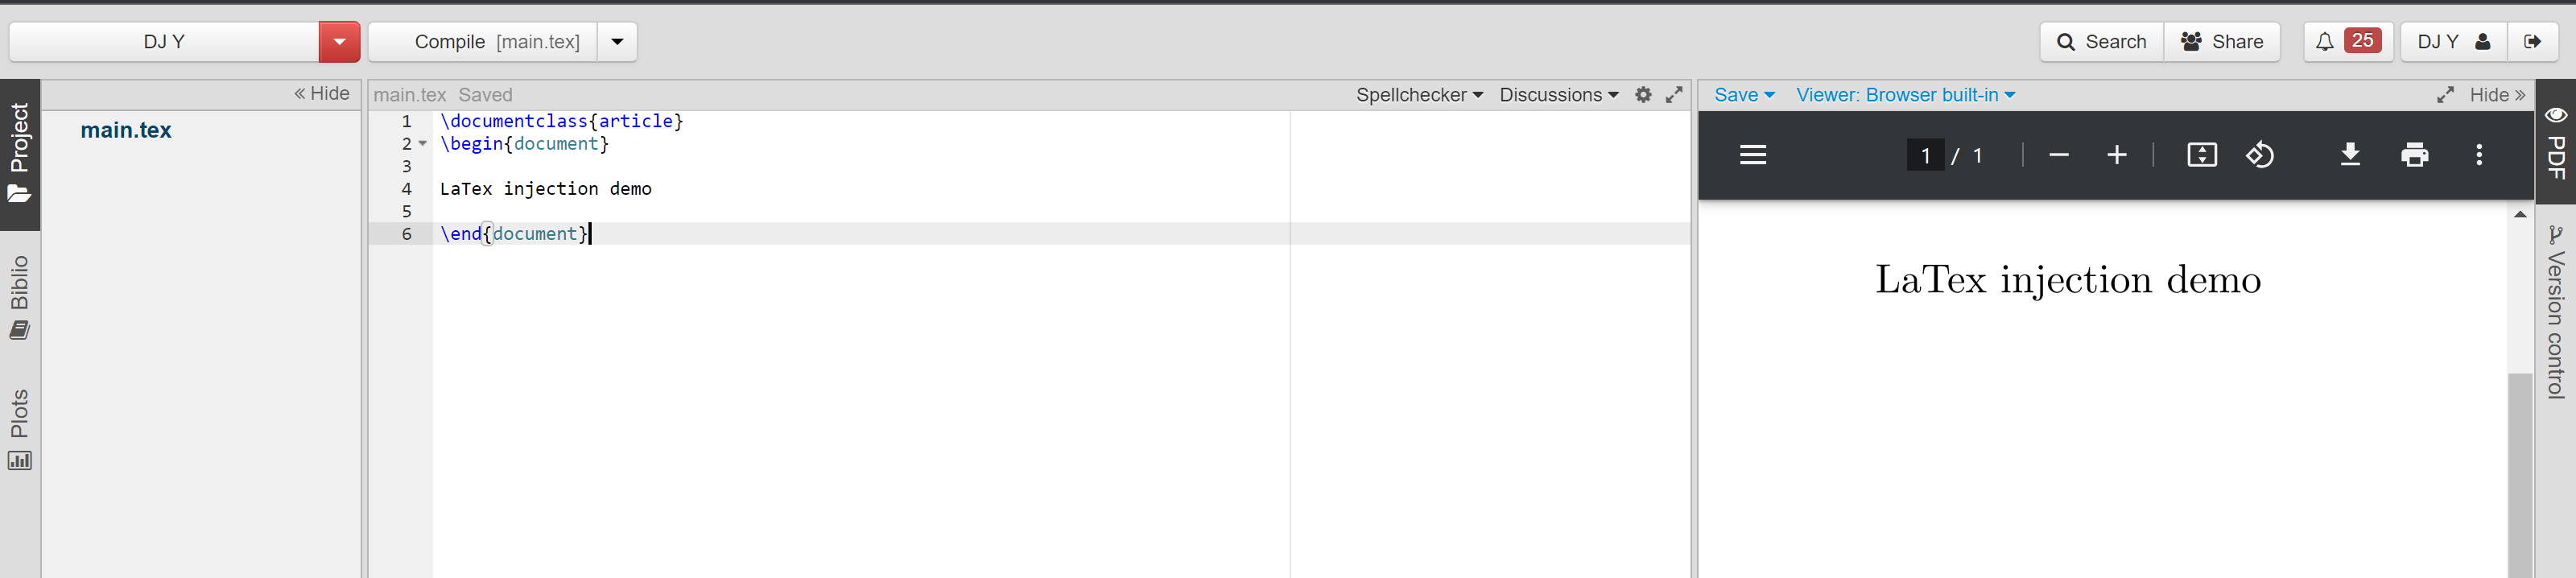 DJ Y
Compile [main.tex]
Search
Share
25
DJ Y
Project
Biblio
Plots
« Hide
main.tex
main.tex Saved
Spellchecker
Discussions
1 \documentclass{article}
2 \begin{document}
3
4 LaTex injection demo
5
6 \end{document}
Save
Viewer: Browser built-in
Hide »
1 / 1
LaTex injection demo
PDF
Version control